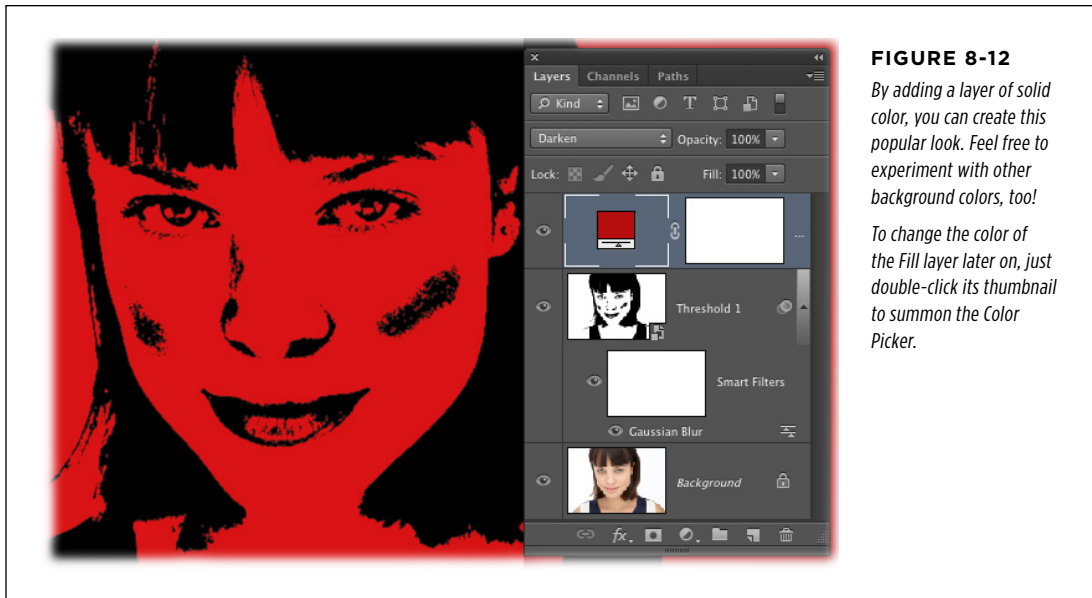 Layers Channels Paths
Kind
T
Darken
Opacity: 100%
Lock:
Fill: 100%
...
Threshold 1
Smart Filters
Gaussian Blur
Background
fx.
FIGURE 8-12
By adding a layer of solid
color, you can create this
popular look. Feel free to
experiment with other
background colors, too!
To change the color of
the Fill layer later on, just
double-click its thumbnail
to summon the Color
Picker.